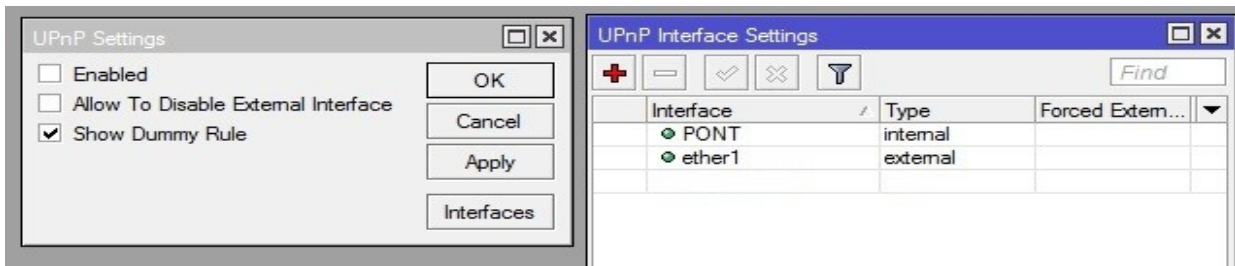 UPnP Settings
Enabled
Allow To Disable External Interface
Show Dummy Rule
OK
Cancel
Apply
Interfaces
UPnP Interface Settings
Find
Interface Type Forced Extern...
PONT internal
ether1 external